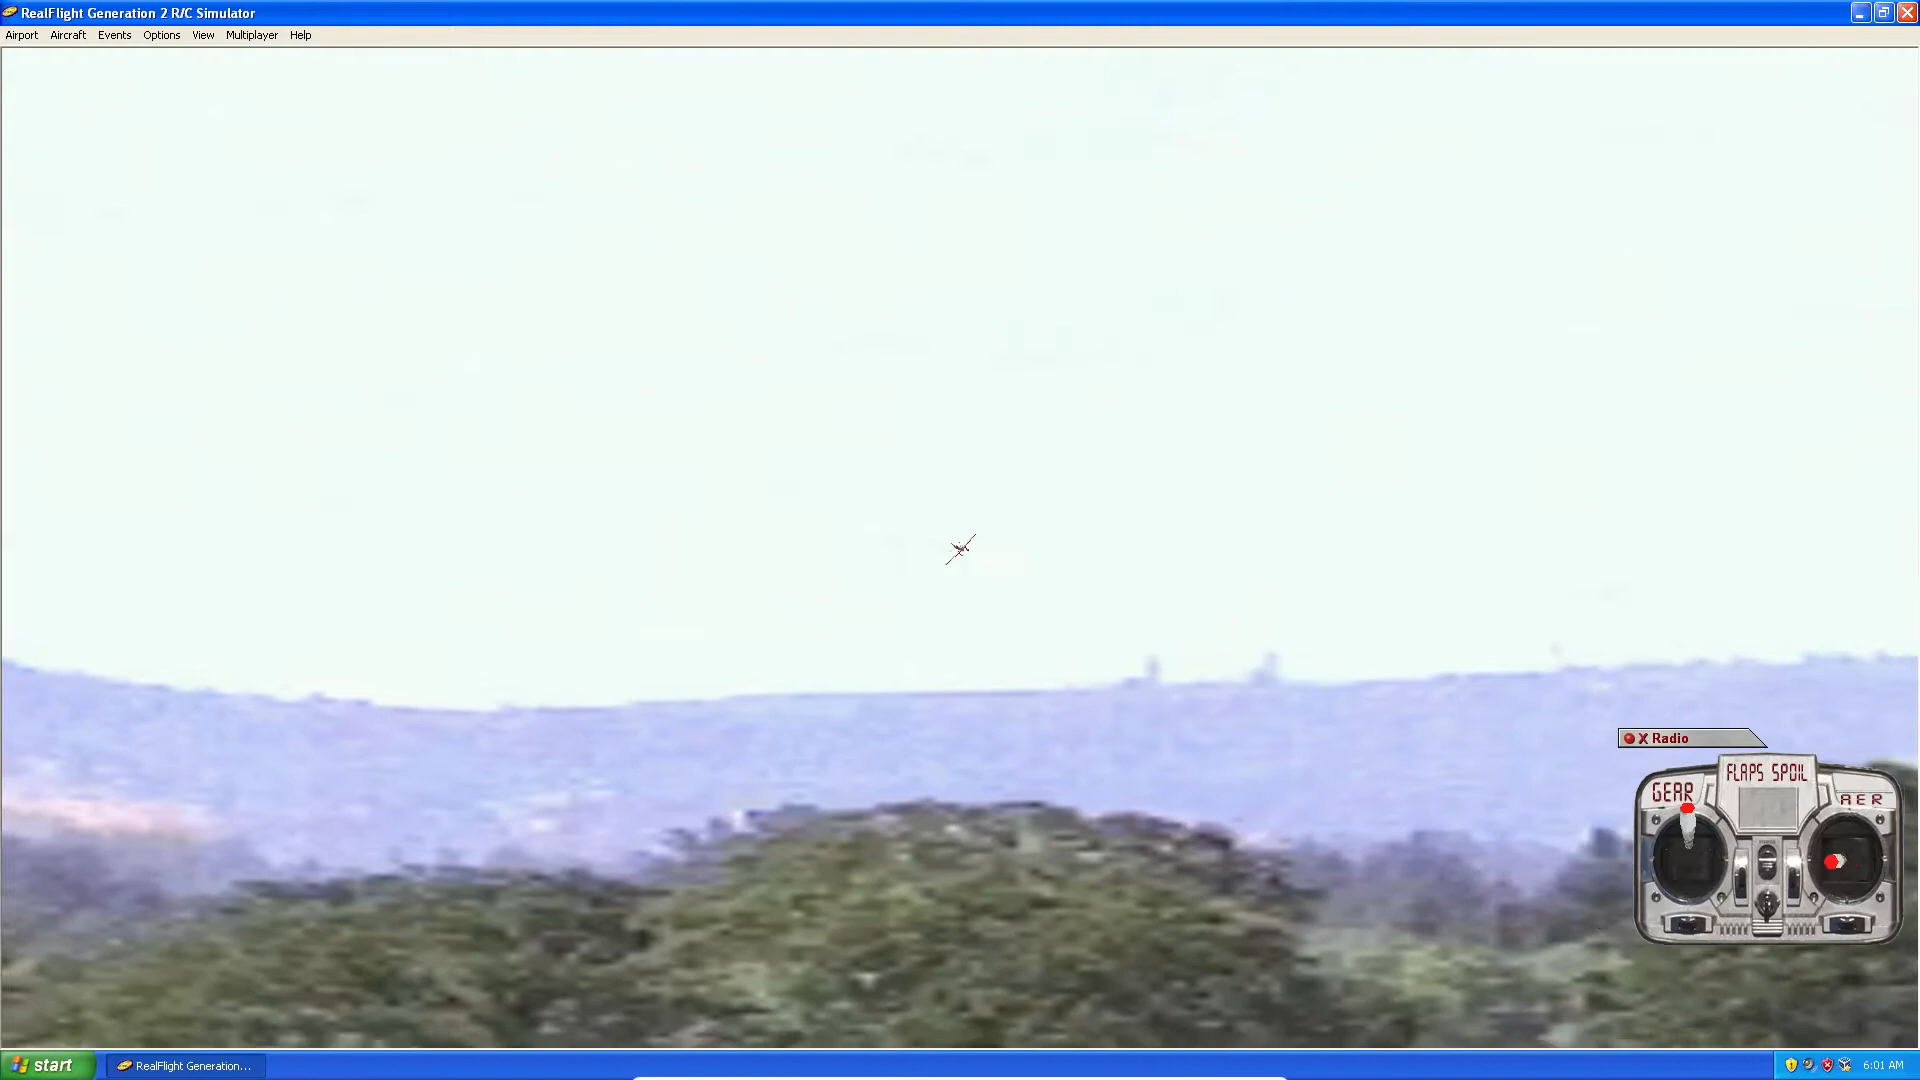 RealFlight Generation 2 R/C Simulator
Airport Aircraft Events Options View Multiplayer Help
X Radio
FLAPS SPOIL
GEAR
A E R
start
RealFlight Generation...
6:01 AM